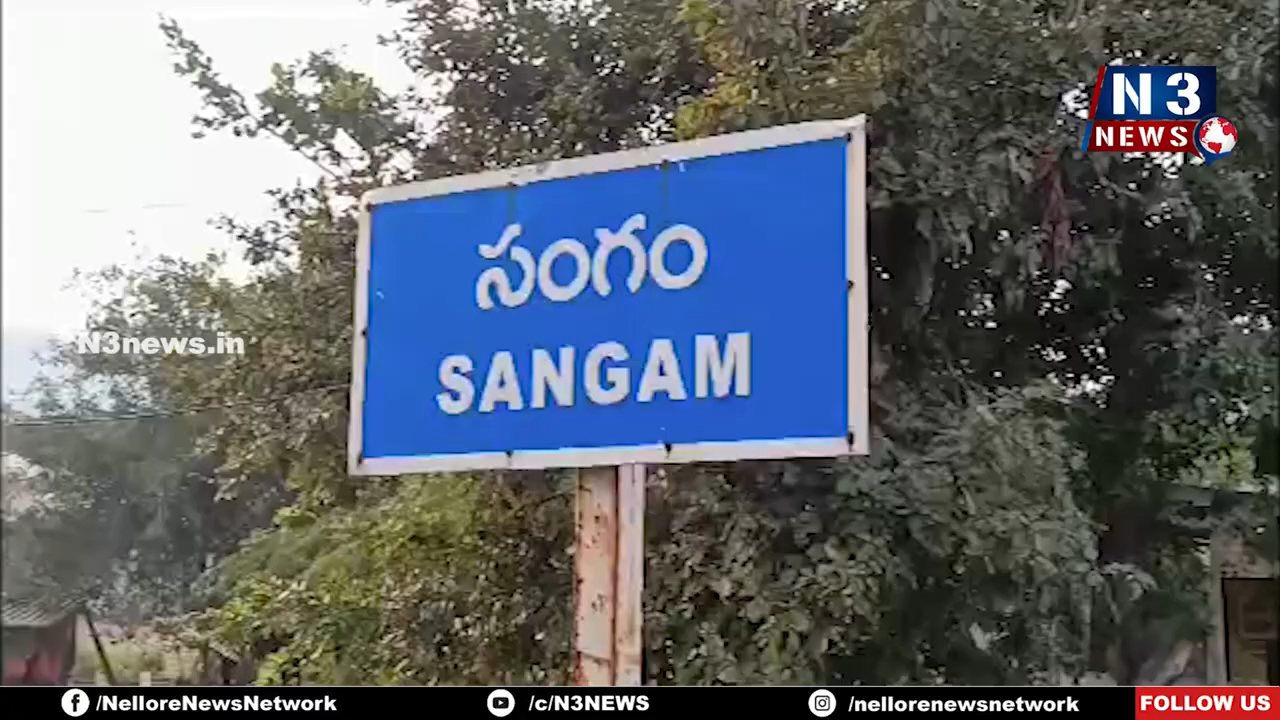 N3
NEWS
సంగం
SANGAM
N3news.in
/NelloreNewsNetwork
/c/N3NEWS
/nellorenewsnetwork
FOLLOW US